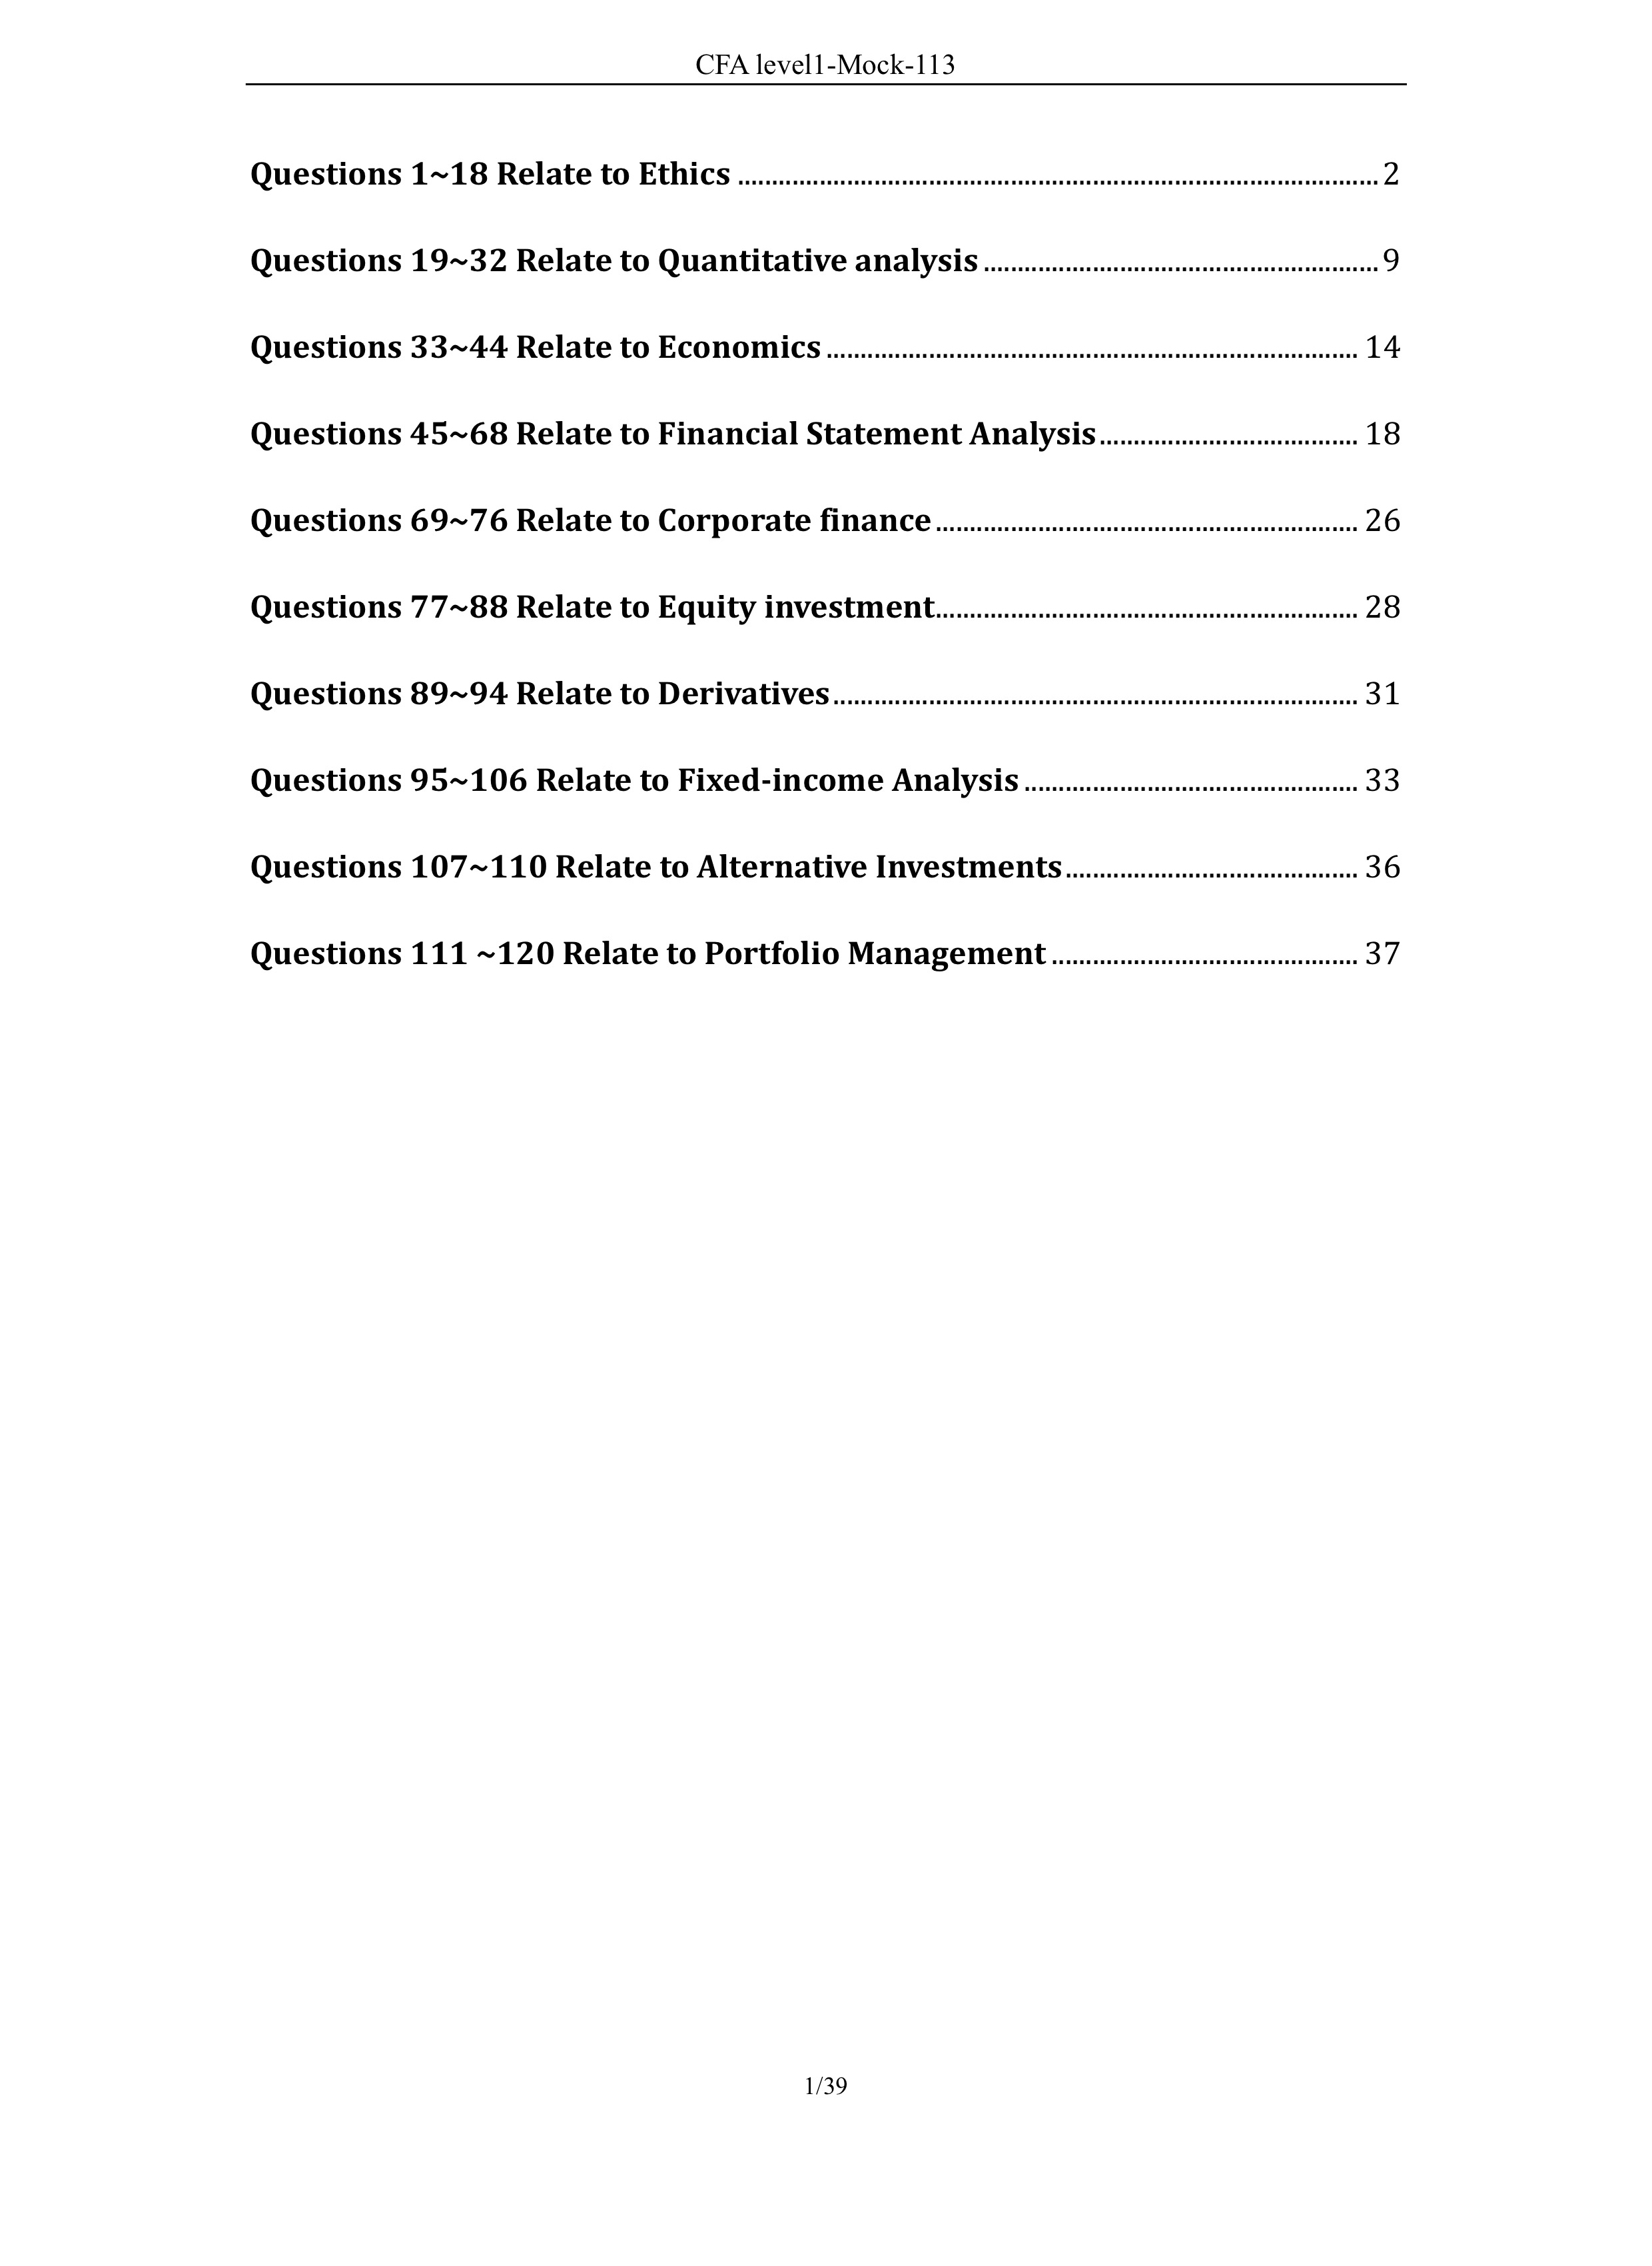 CFA level1-Mock-113
Questions 1~18 Relate to Ethics ........ 2
Questions 19~32 Relate to Quantitative analysis ........ 9
Questions 33~44 Relate to Economics ........ 14
Questions 45~68 Relate to Financial Statement Analysis ........ 18
Questions 69~76 Relate to Corporate finance ........ 26
Questions 77~88 Relate to Equity investment ........ 28
Questions 89~94 Relate to Derivatives ........ 31
Questions 95~106 Relate to Fixed-income Analysis ........ 33
Questions 107~110 Relate to Alternative Investments ........ 36
Questions 111 ~120 Relate to Portfolio Management ........ 37
1/39